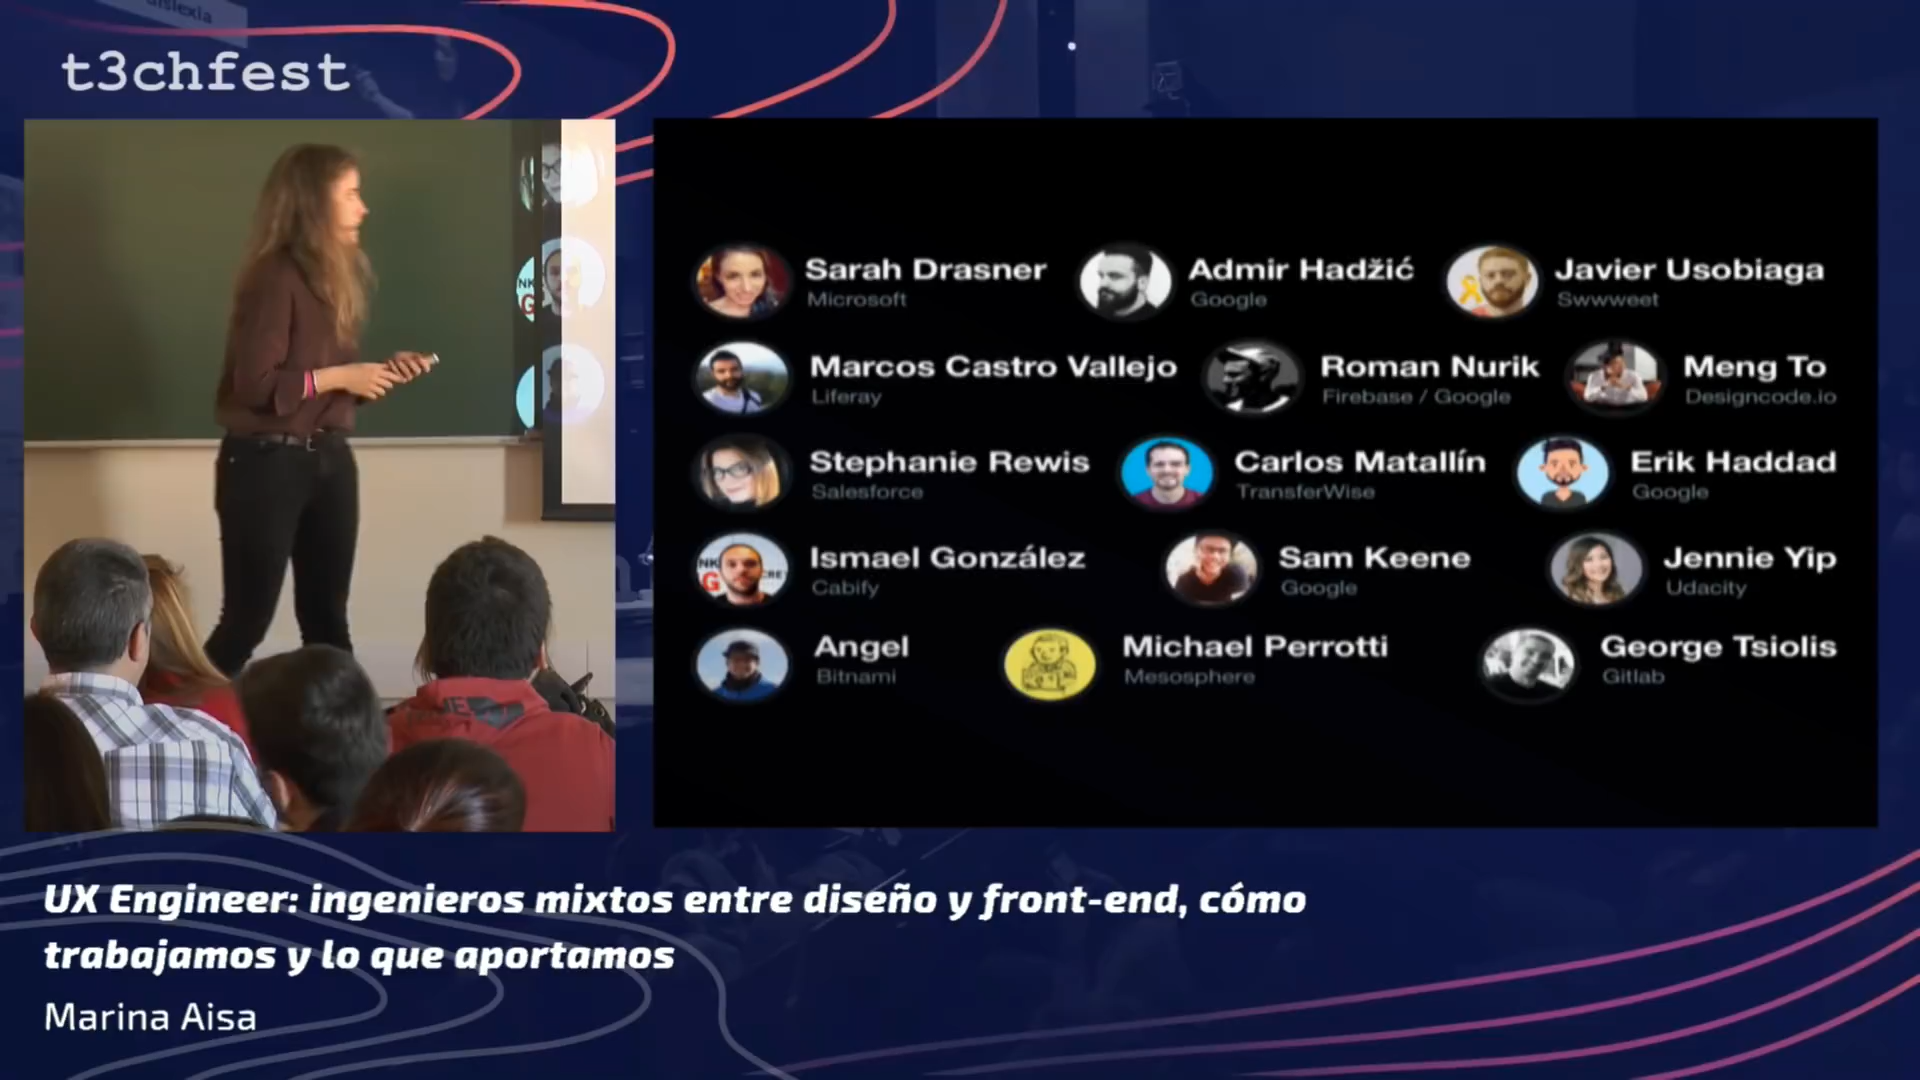 islexia
t3chfest
Sarah Drasner
Microsoft
Admir Hadžić
Google
Javier Usobiaga
Swwweet
Marcos Castro Vallejo
Liferay
Roman Nurik
Firebase / Google
Meng To
Designcode.io
Stephanie Rewis
Salesforce
Carlos Matallín
TransferWise
Erik Haddad
Google
Ismael González
Cabify
Sam Keene
Google
Jennie Yip
Udacity
Angel
Bitnami
Michael Perrotti
Mesosphere
George Tsiolis
Gitlab
UX Engineer: ingenieros mixtos entre diseño y front-end, cómo
trabajamos y lo que aportamos
Marina Aisa